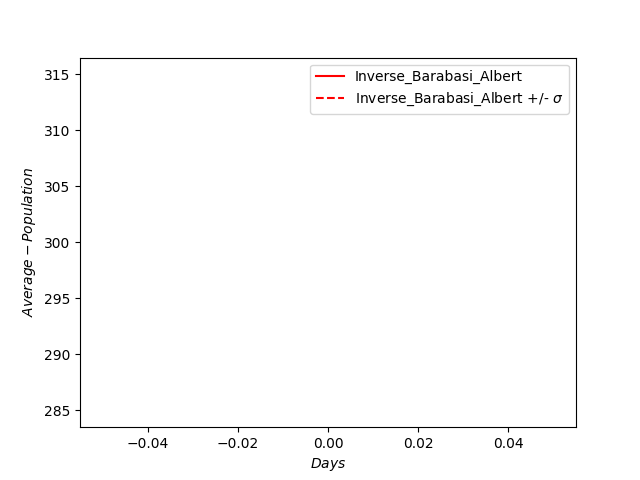 Inverse_Barabasi_Albert
Inverse_Barabasi_Albert +/- σ
315
310
305
300
295
290
285
Average − Population
−0.04 −0.02 0.00 0.02 0.04
Days